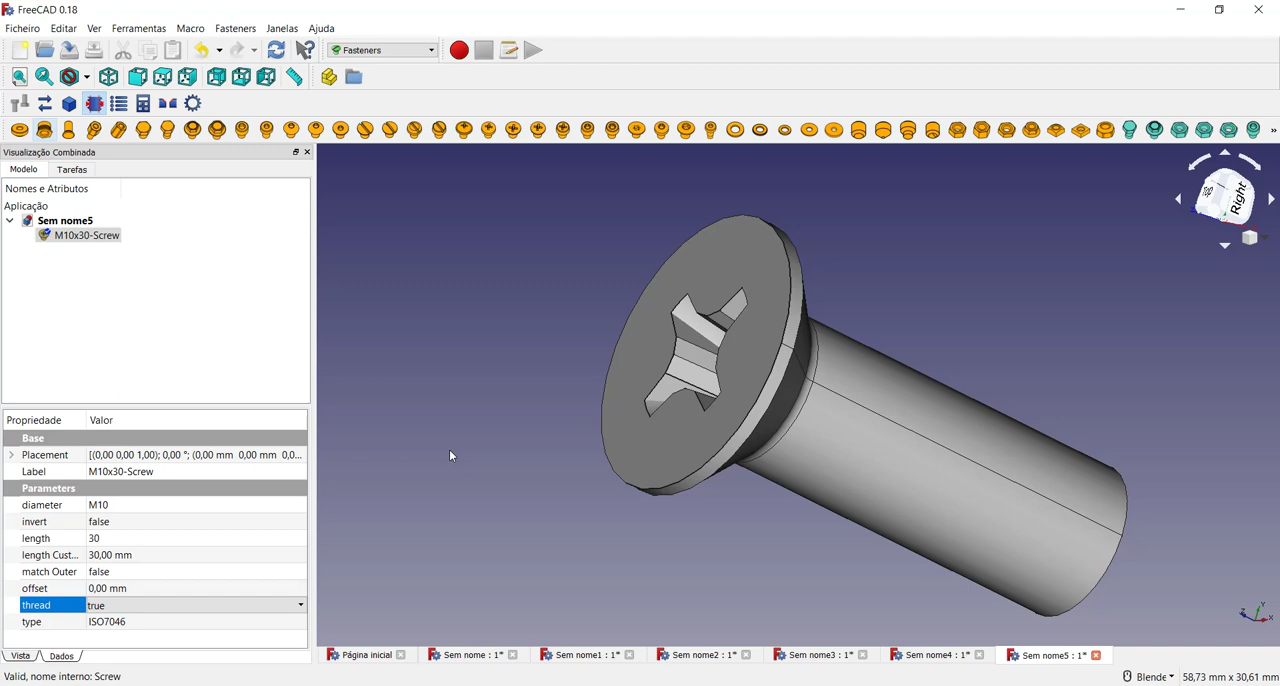 FreeCAD 0.18
Ficheiro Editar Ver Ferramentas Macro Fasteners Janelas Ajuda
Fasteners
»
Visualização Combinada
Modelo Tarefas
Nomes e Atributos
Aplicação
Sem nome5
M10x30-Screw
Propriedade Valor
Base
Placement [(0,00 0,00 1,00); 0,00 °; (0,00 mm 0,00 mm 0,0...
Label M10x30-Screw
Parameters
diameter M10
invert false
length 30
length Cust... 30,00 mm
match Outer false
offset 0,00 mm
thread true
type ISO7046
Vista Dados
Top Right
Z Y X
Página inicial Sem nome : 1* Sem nome1 : 1* Sem nome2 : 1* Sem nome3 : 1* Sem nome4 : 1* Sem nome5 : 1*
Valid, nome interno: Screw
Blende 58,73 mm x 30,61 mm